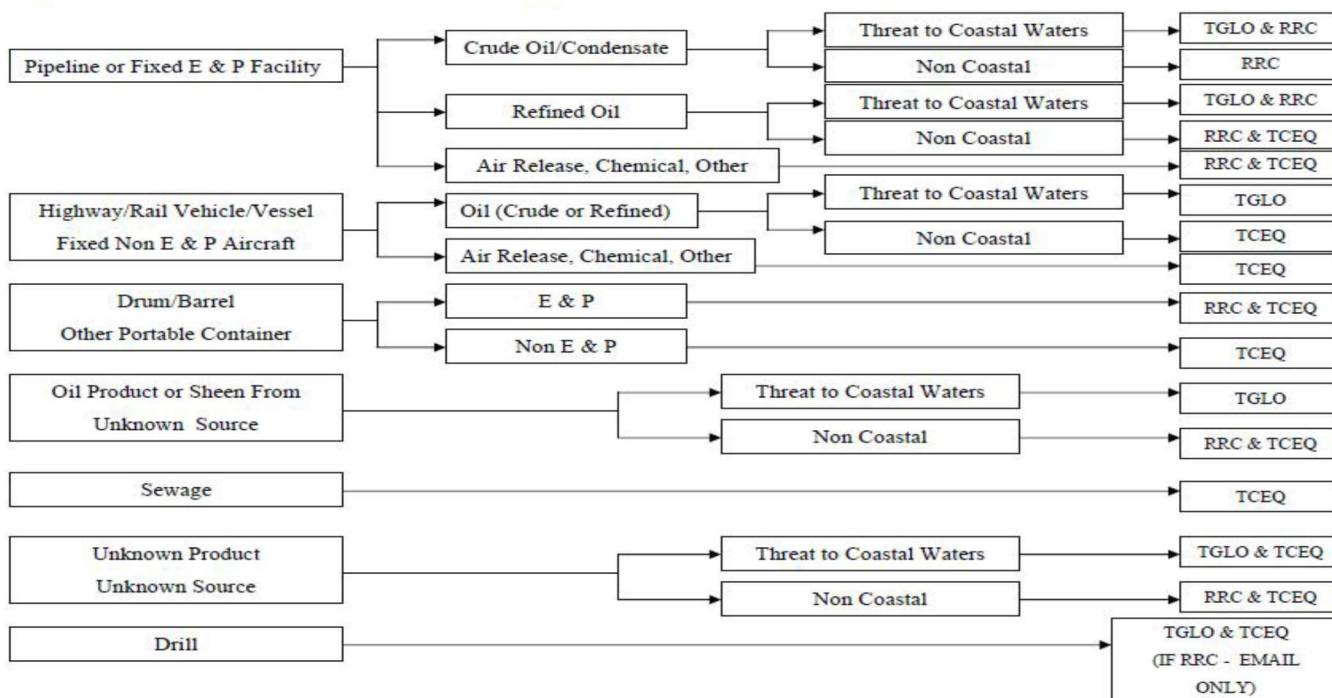 Pipeline or Fixed E & P Facility
Crude Oil/Condensate
Threat to Coastal Waters
TGLO & RRC
Non Coastal
RRC
Refined Oil
Threat to Coastal Waters
TGLO & RRC
Non Coastal
RRC & TCEQ
Air Release, Chemical, Other
RRC & TCEQ
Highway/Rail Vehicle/Vessel
Fixed Non E & P Aircraft
Oil (Crude or Refined)
Threat to Coastal Waters
TGLO
Non Coastal
TCEQ
Air Release, Chemical, Other
TCEQ
Drum/Barrel
Other Portable Container
E & P
RRC & TCEQ
Non E & P
TCEQ
Oil Product or Sheen From
Unknown Source
Threat to Coastal Waters
TGLO
Non Coastal
RRC & TCEQ
Sewage
TCEQ
Unknown Product
Unknown Source
Threat to Coastal Waters
TGLO & TCEQ
Non Coastal
RRC & TCEQ
Drill
TGLO & TCEQ
(IF RRC - EMAIL
ONLY)